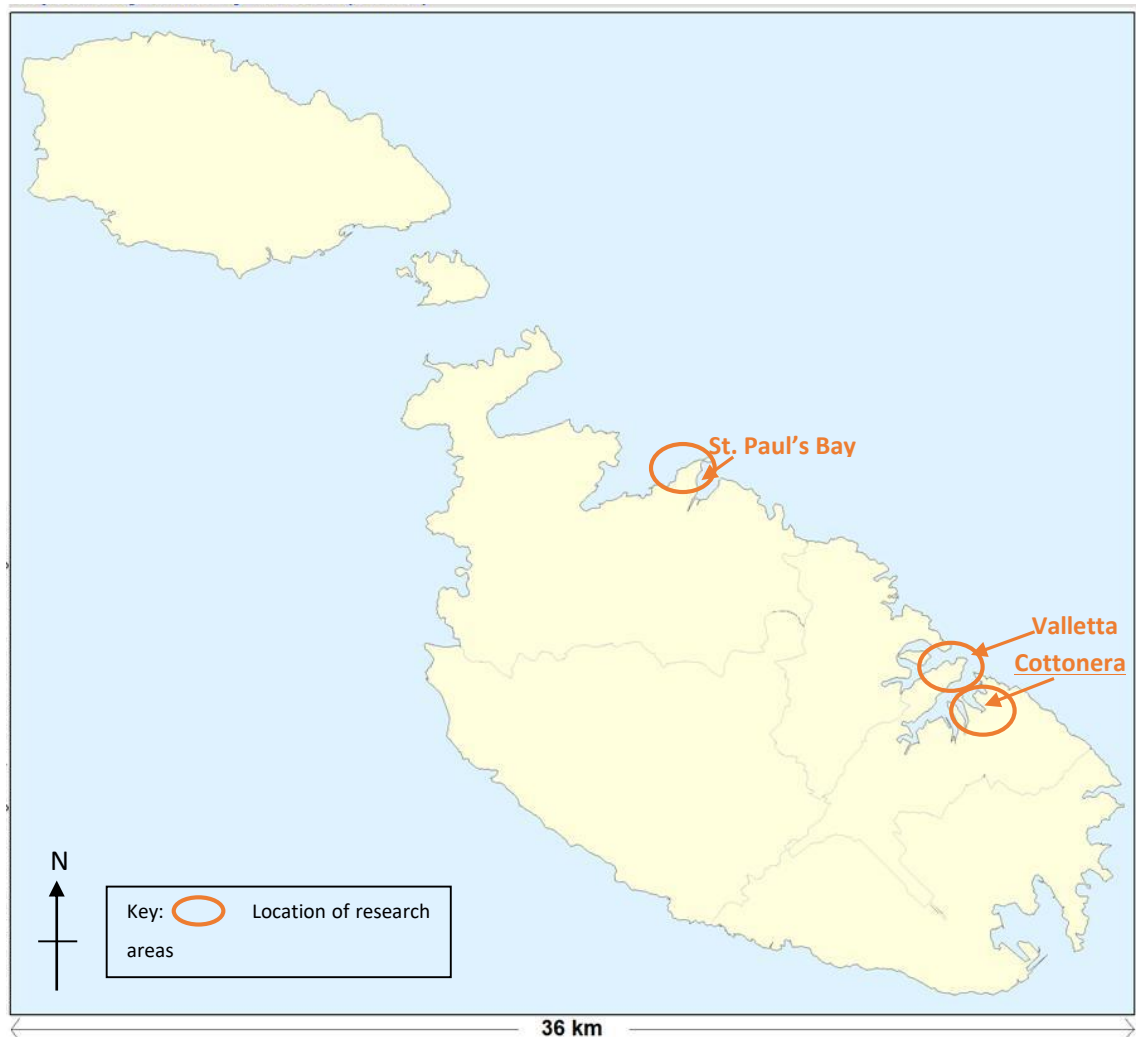 St. Paul's Bay
Valletta
Cottonera
N
Key: Location of research
areas
36 km